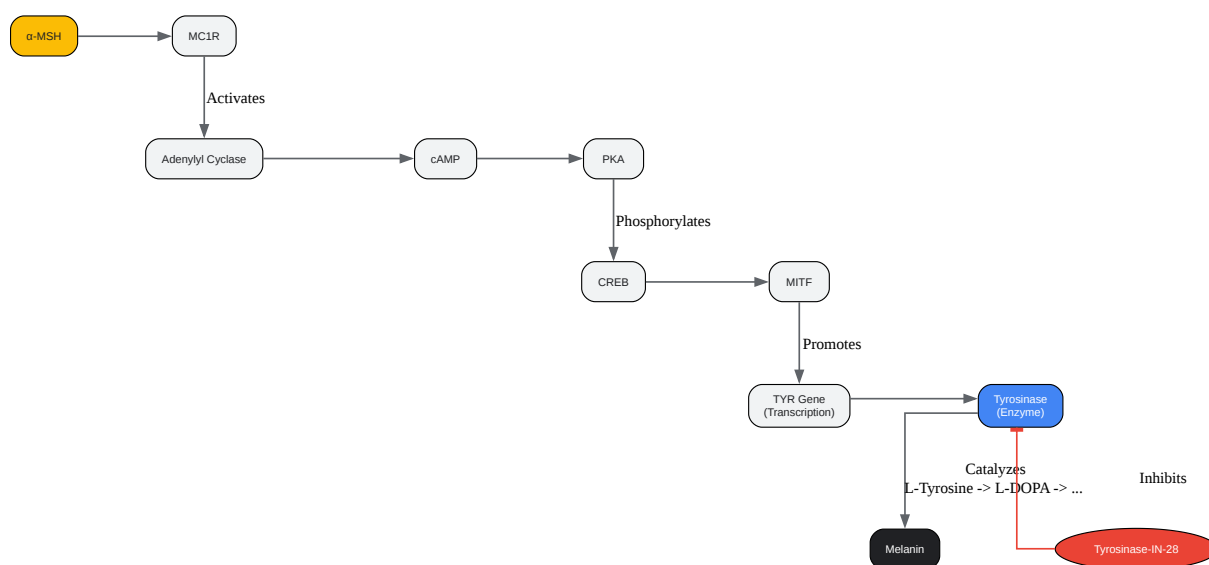 α-MSH
MC1R
Activates
Adenylyl Cyclase
cAMP
PKA
Phosphorylates
CREB
MITF
Promotes
TYR Gene
(Transcription)
Tyrosinase
(Enzyme)
Catalyzes
L-Tyrosine -> L-DOPA -> ...
Inhibits
Melanin
Tyrosinase-IN-28